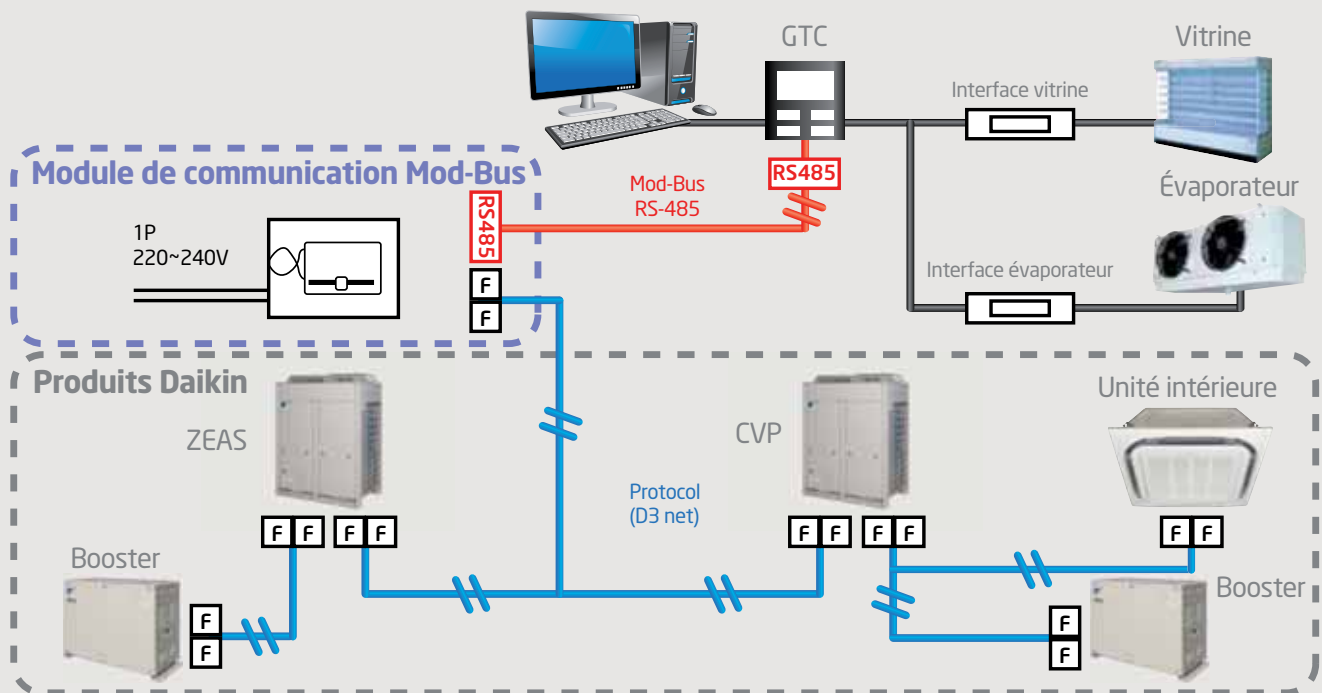 GTC
Vitrine
Interface vitrine
Module de communication Mod-Bus
RS485
Mod-Bus
RS-485
RS485
Évaporateur
1P
220~240V
Interface évaporateur
F
F
Produits Daikin
ZEAS
CVP
Unité intérieure
Protocol
(D3 net)
F F
F F
F F
F F
F F
Booster
Booster
F
F
F
F